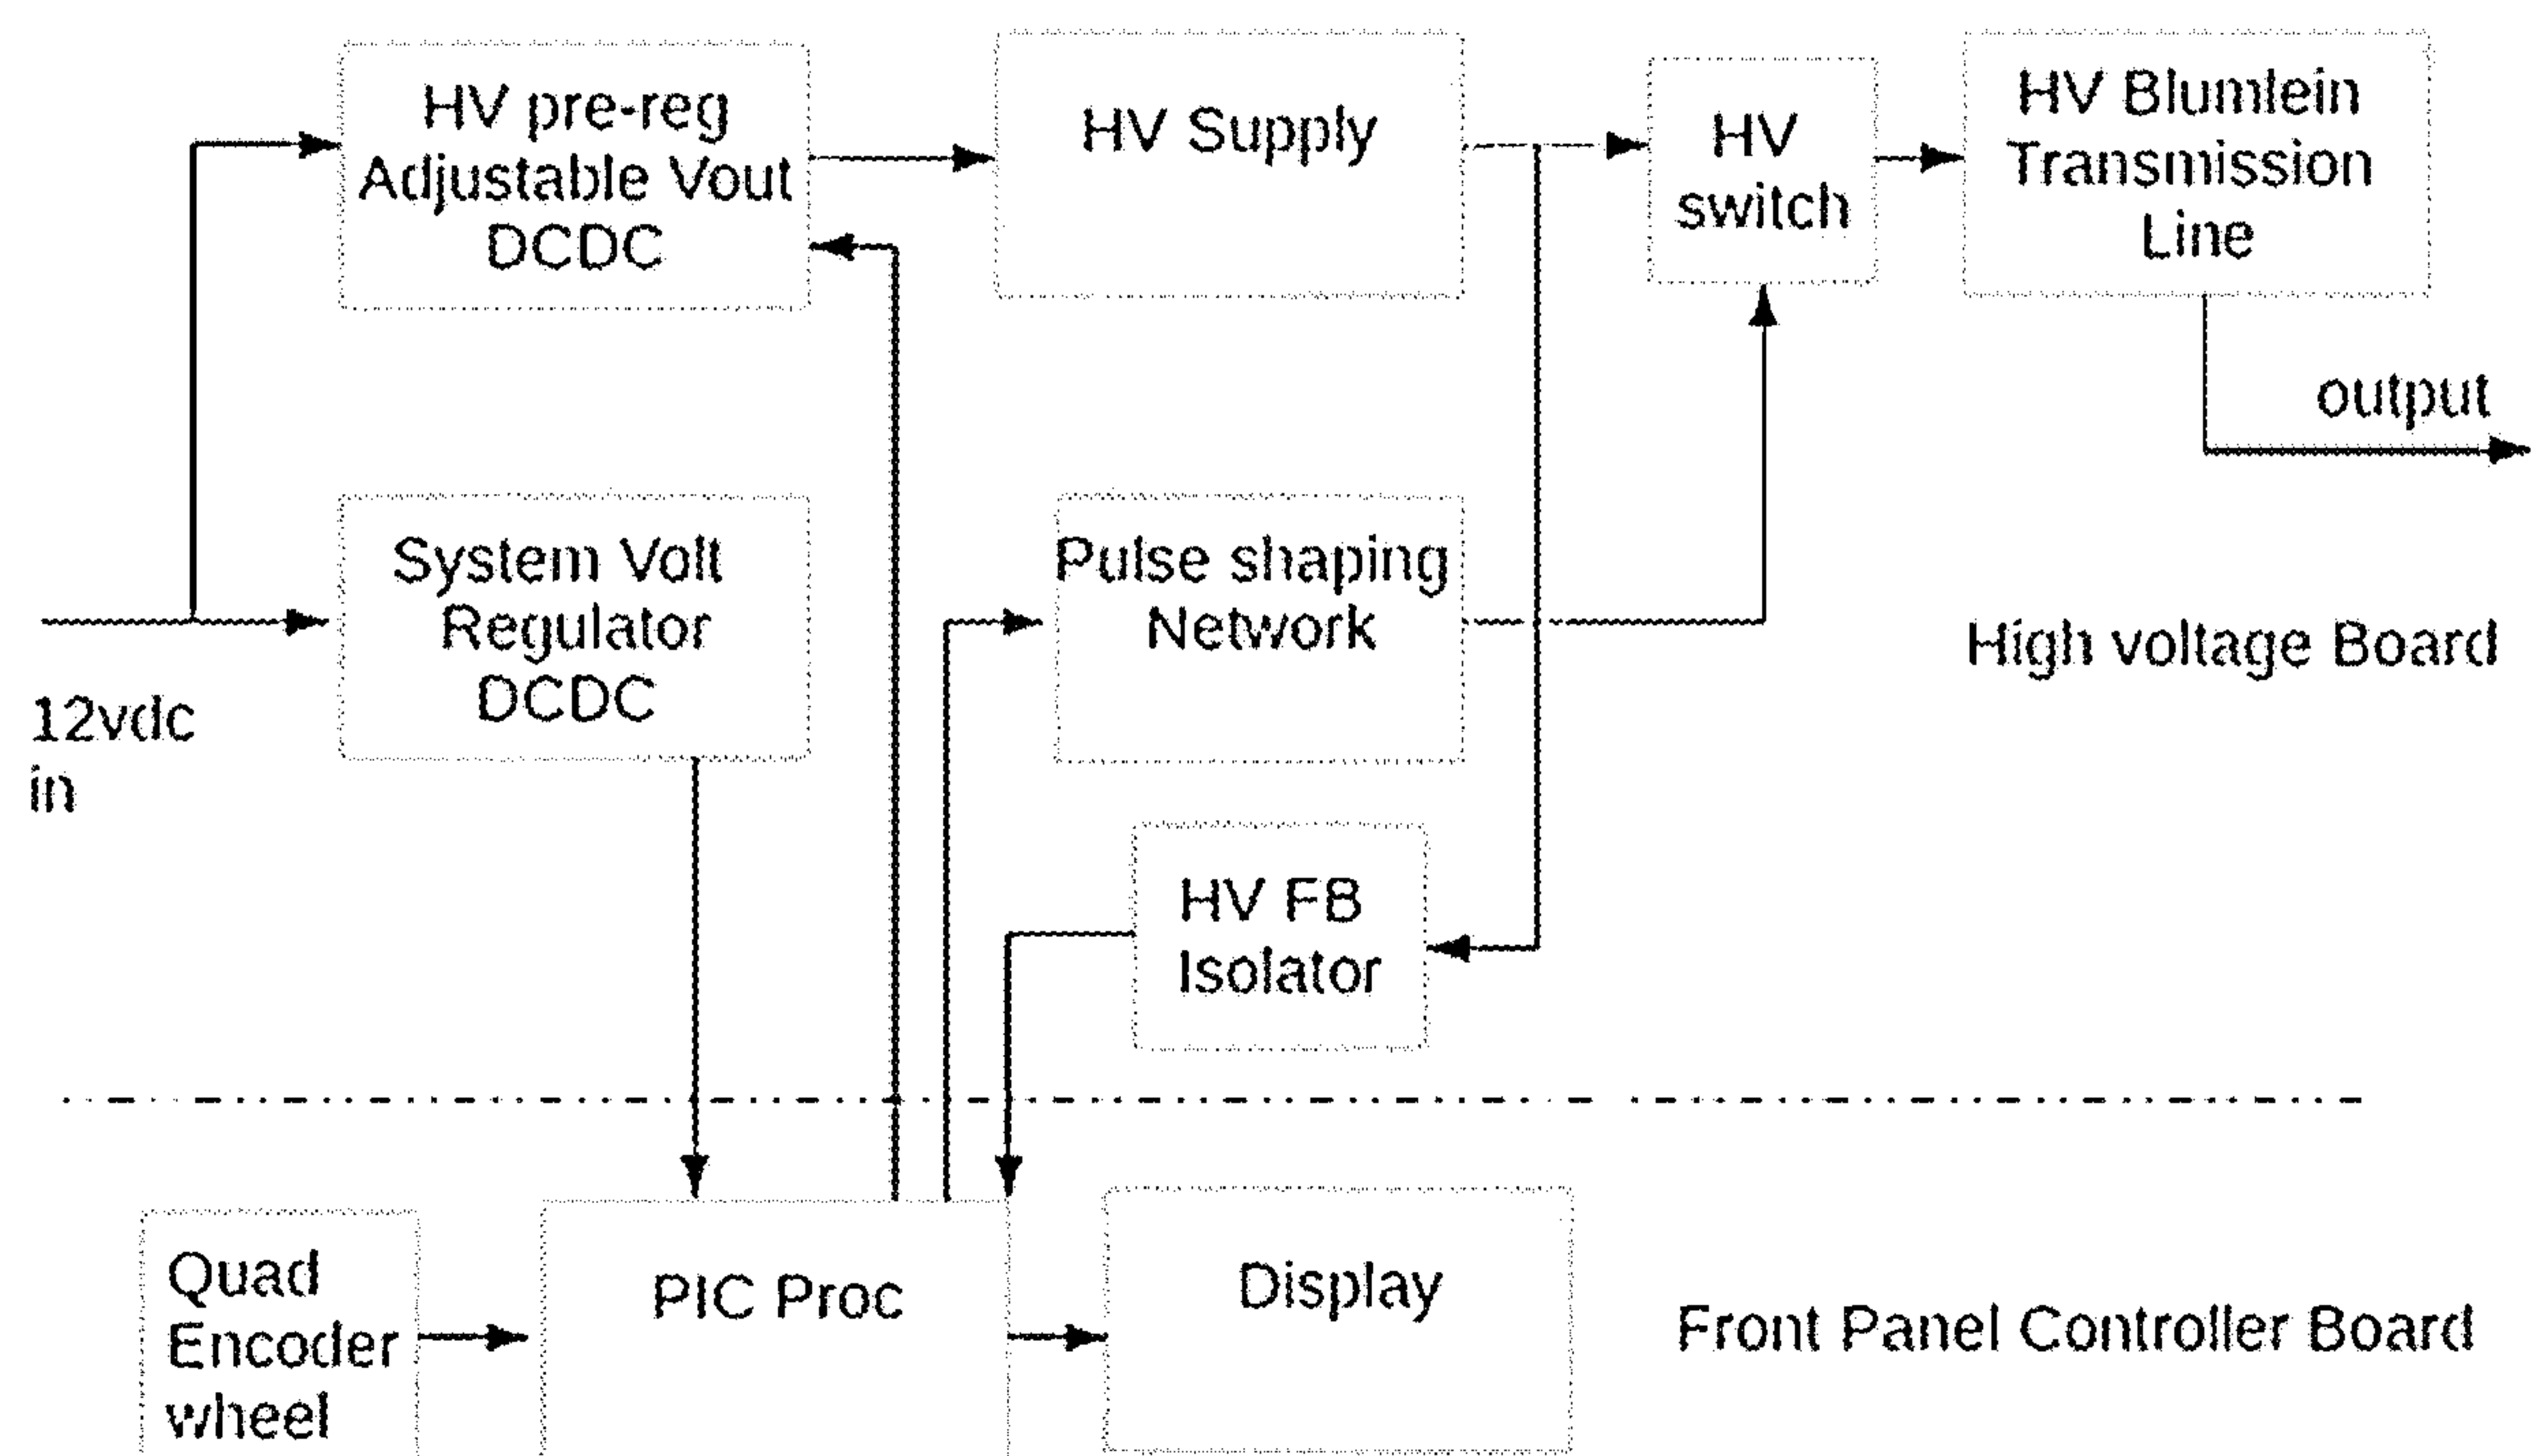 HV pre-reg
Adjustable Vout
DCDC
HV Supply
HV
switch
HV Blumlein
Transmission
Line
output
System Volt
Regulator
DCDC
Pulse shaping
Network
High voltage Board
12vdc
in
HV FB
Isolator
Quad
Encoder
wheel
PIC Proc
Display
Front Panel Controller Board